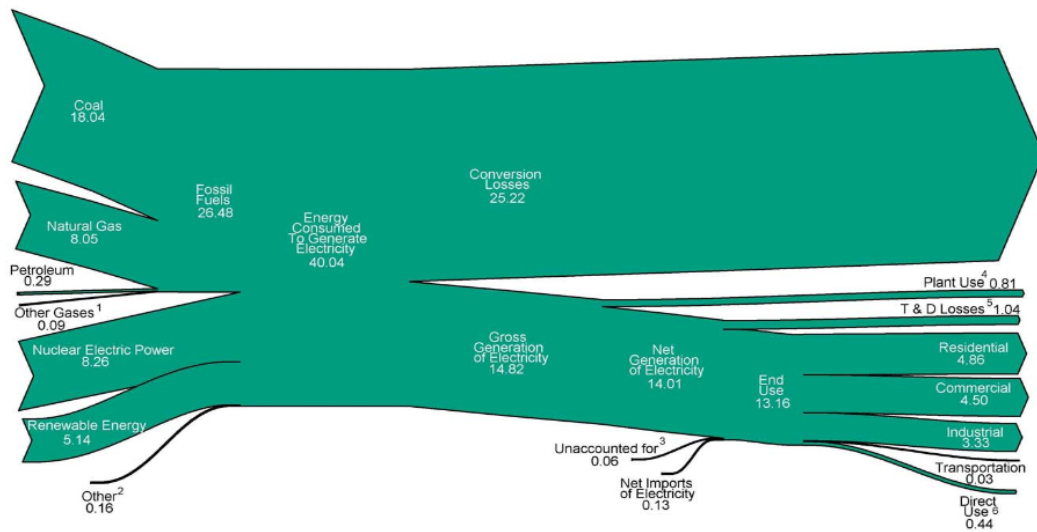 Coal
18.04
Fossil
Fuels
26.48
Natural Gas
8.05
Petroleum
0.29
Other Gases 1
0.09
Nuclear Electric Power
8.26
Renewable Energy
5.14
Other 2
0.16
Energy
Consumed
To Generate
Electricity
40.04
Conversion
Losses
25.22
Gross
Generation
of Electricity
14.82
Net
Generation
of Electricity
14.01
Unaccounted for 3
0.06
Net Imports
of Electricity
0.13
End
Use
13.16
Plant Use 4 0.81
T & D Losses 5 1.04
Residential
4.86
Commercial
4.50
Industrial
3.33
Transportation
0.03
Direct
Use 6
0.44